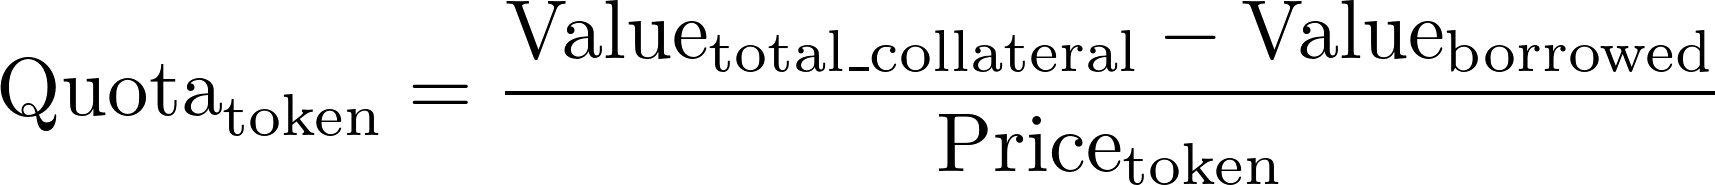 Quota_token = (Value_total_collateral − Value_borrowed) / Price_token